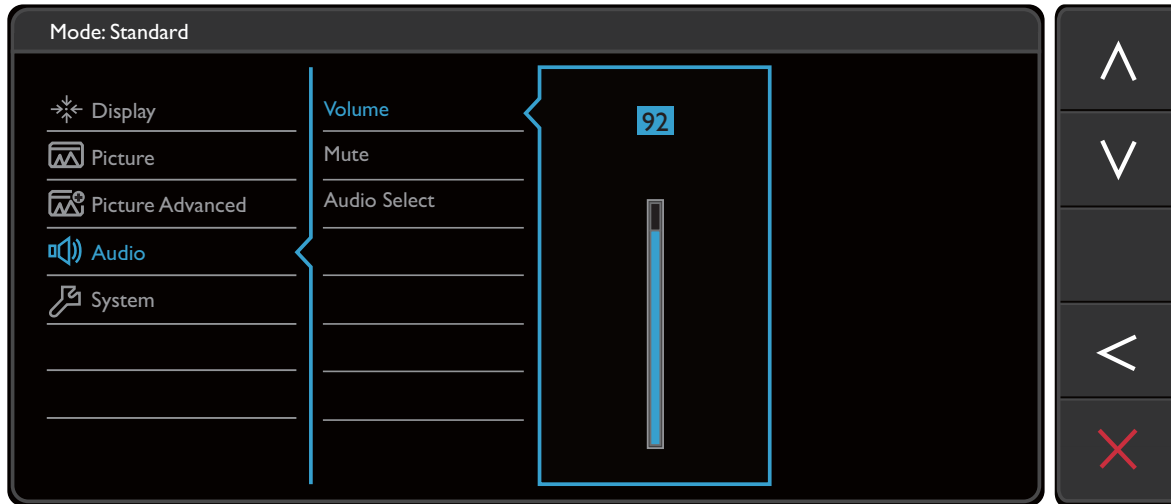 Mode: Standard
Display
Picture
Picture Advanced
Audio
System
Volume
Mute
Audio Select
92